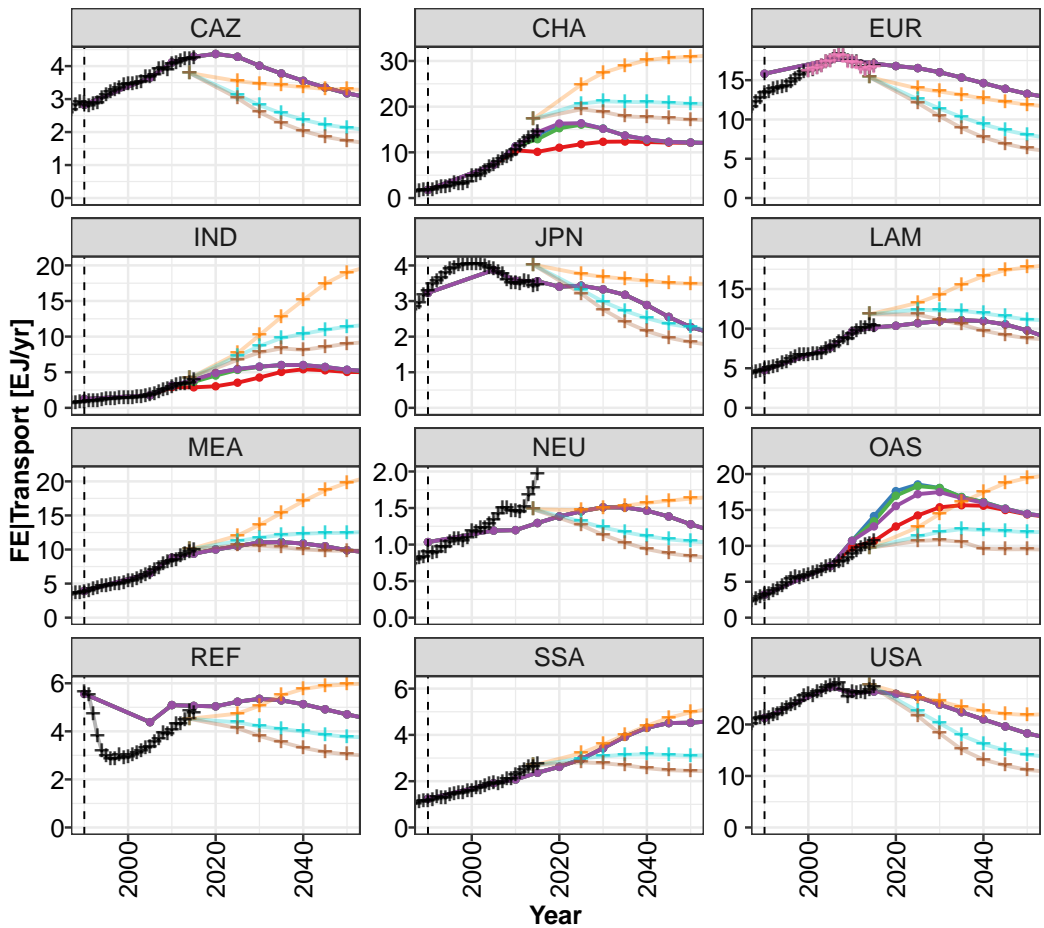 CAZ CHA EUR
4 3 2 1 0
30 20 10 0
15 10 5 0
IND JPN LAM
20 15 10 5 0
4 3 2 1 0
15 10 5 0
MEA NEU OAS
20 15 10 5 0
2.0 1.5 1.0 0.5 0.0
20 15 10 5 0
REF SSA USA
6 4 2 0
6 4 2 0
20 10 0
2000 2020 2040
2000 2020 2040
2000 2020 2040
FE|Transport [EJ/yr]
Year